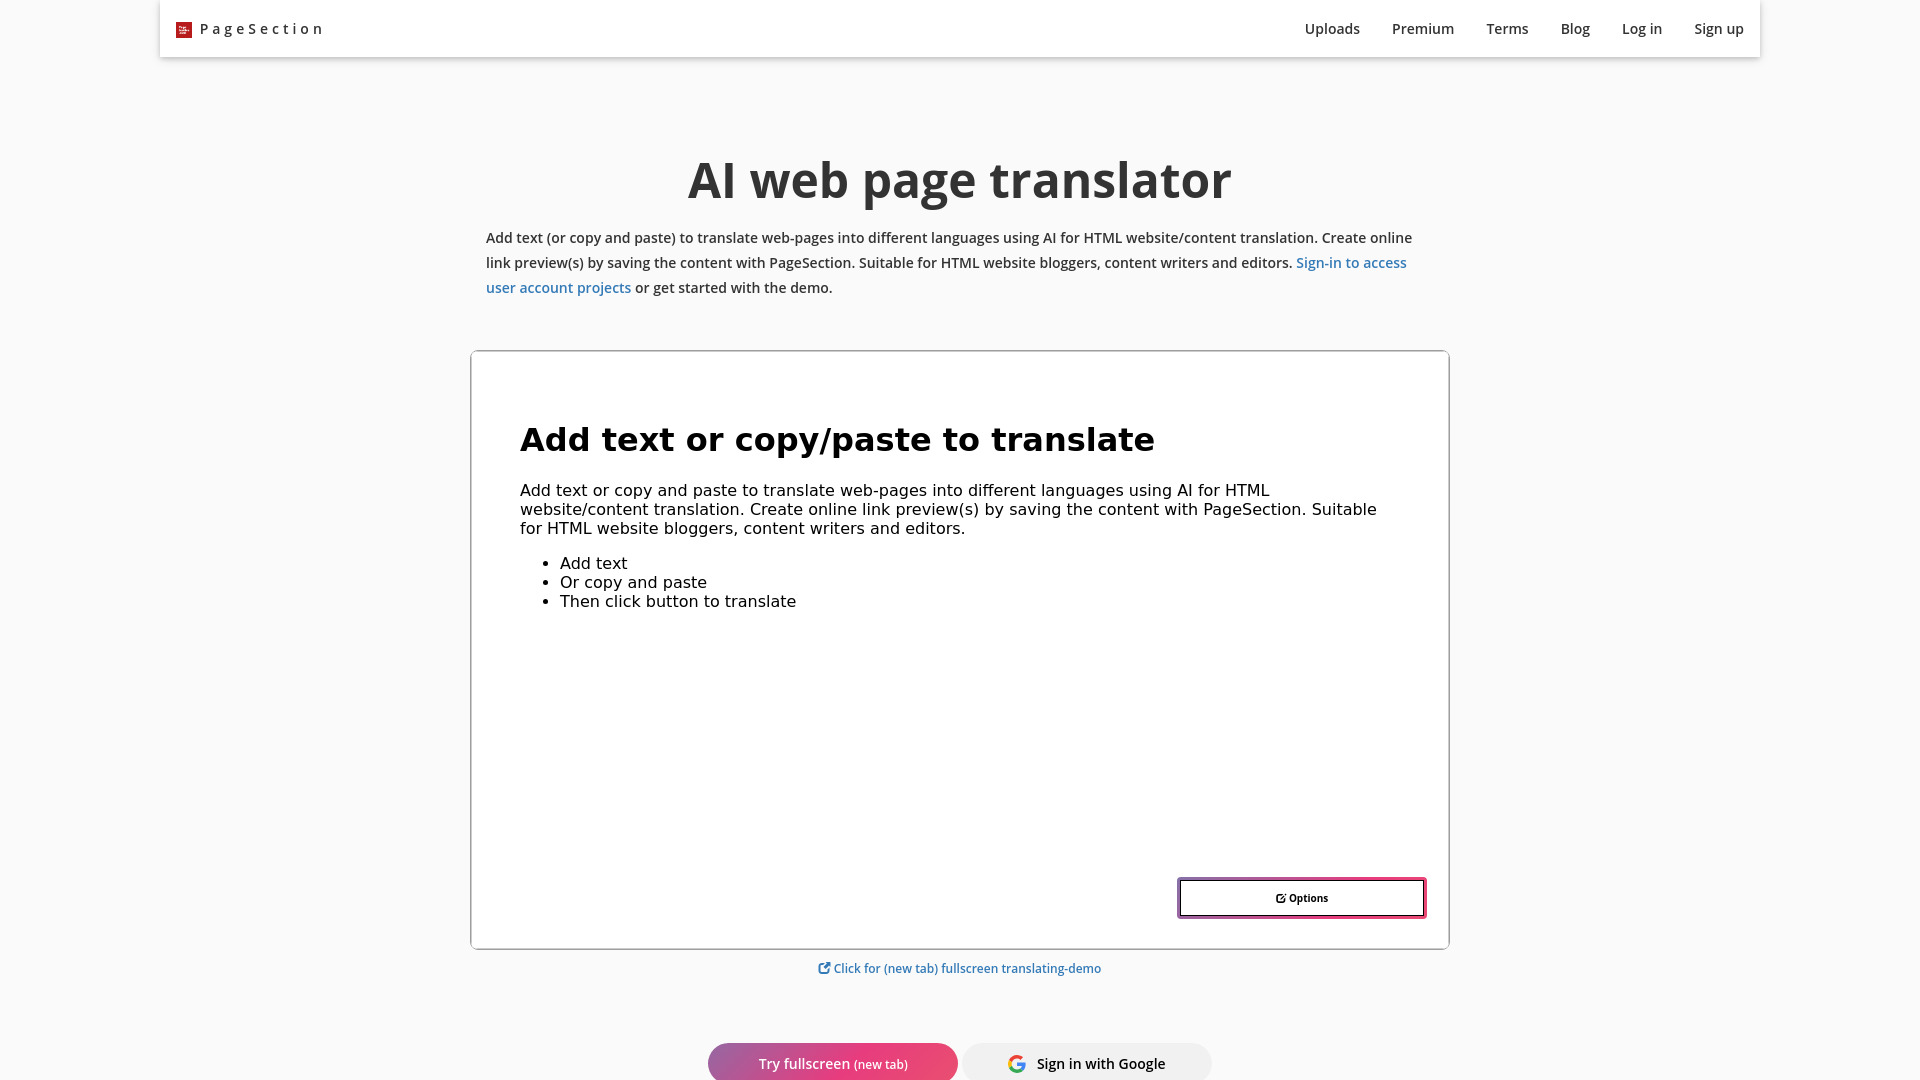 PageSection
Uploads
Premium
Terms
Blog
Log in
Sign up
AI web page translator
Add text (or copy and paste) to translate web-pages into different languages using AI for HTML website/content translation. Create online
link preview(s) by saving the content with PageSection. Suitable for HTML website bloggers, content writers and editors. Sign-in to access
user account projects or get started with the demo.
Add text or copy/paste to translate
Add text or copy and paste to translate web-pages into different languages using AI for HTML
website/content translation. Create online link preview(s) by saving the content with PageSection. Suitable
for HTML website bloggers, content writers and editors.
• Add text
• Or copy and paste
• Then click button to translate
Options
Click for (new tab) fullscreen translating-demo
Try fullscreen (new tab)
Sign in with Google